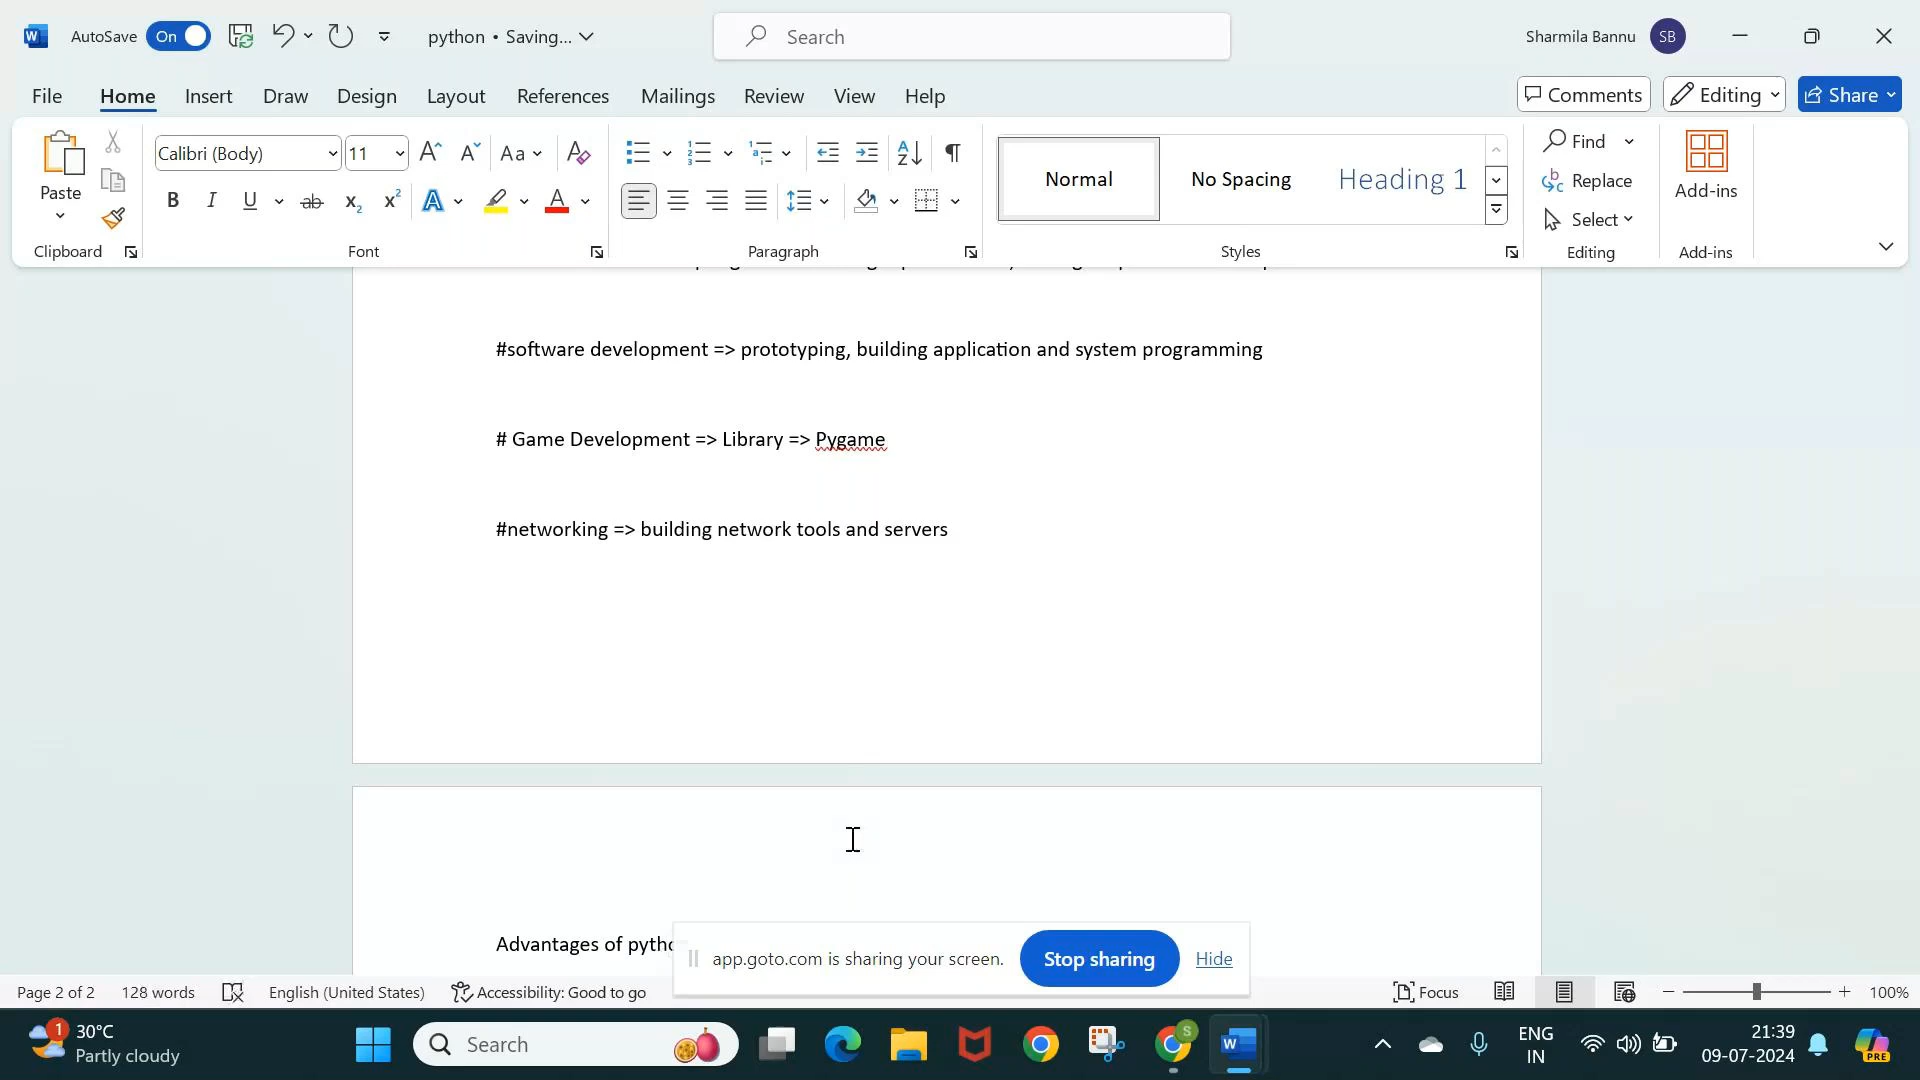 AutoSave On python • Saving... Search Sharmila Bannu SB
File Home Insert Draw Design Layout References Mailings Review View Help Comments Editing Share
Paste
Calibri (Body) 11
Normal No Spacing Heading 1
Find
Replace
Select
Add-ins
Clipboard Font Paragraph Styles Editing Add-ins
#software development => prototyping, building application and system programming
# Game Development => Library => Pygame
#networking => building network tools and servers
Advantages of pytho
app.goto.com is sharing your screen. Stop sharing Hide
Page 2 of 2 128 words English (United States) Accessibility: Good to go Focus 100%
1 30°C
Partly cloudy
Search
S
ENG
IN
21:39
09-07-2024
PRE